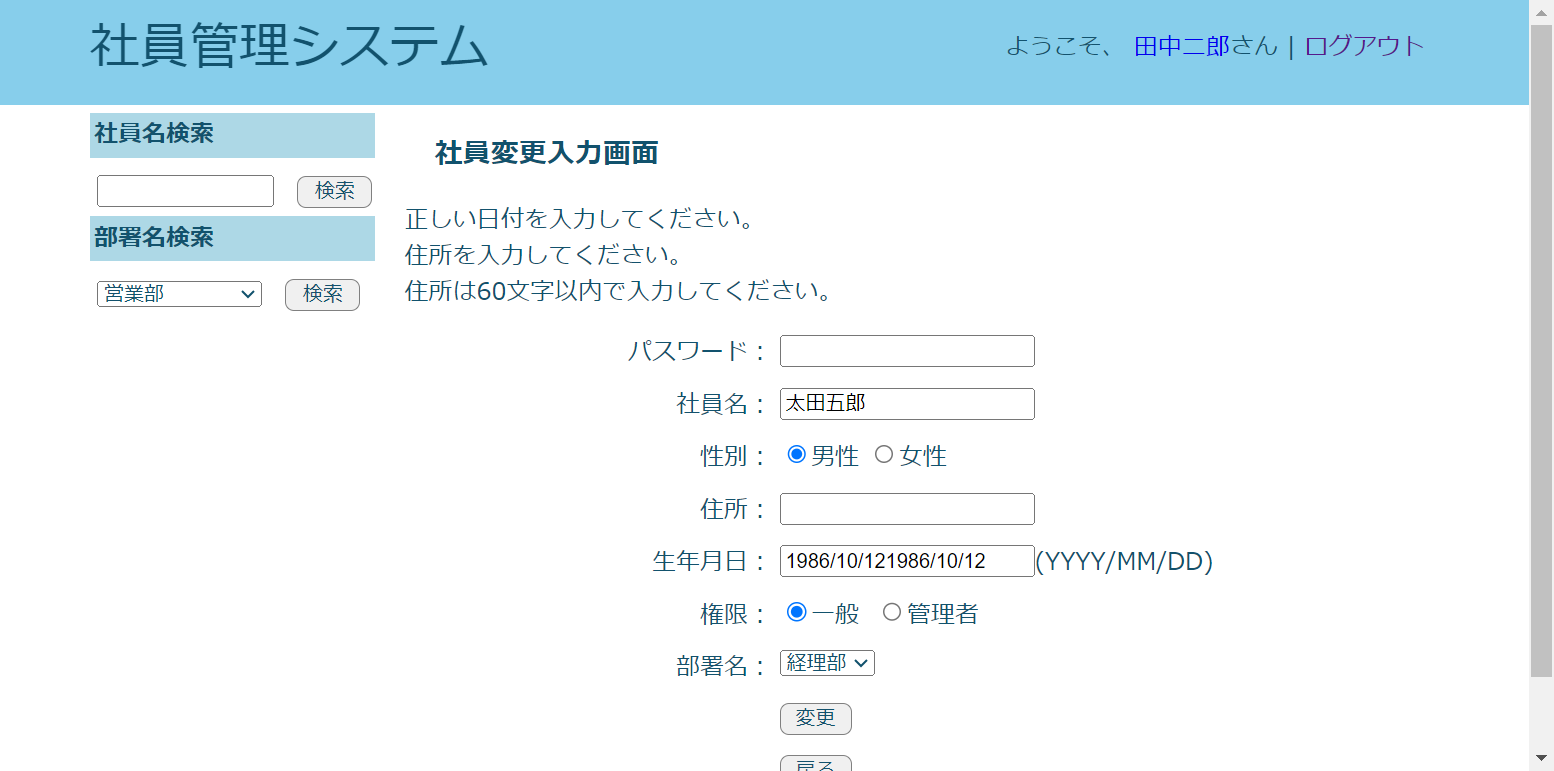 社員管理システム
ようこそ、 田中二郎さん | ログアウト
社員名検索
検索
部署名検索
営業部 検索
社員変更入力画面
正しい日付を入力してください。
住所を入力してください。
住所は60文字以内で入力してください。
パスワード：
社員名： 太田五郎
性別： 男性 女性
住所：
生年月日： 1986/10/121986/10/12 (YYYY/MM/DD)
権限： 一般 管理者
部署名： 経理部
変更
戻る